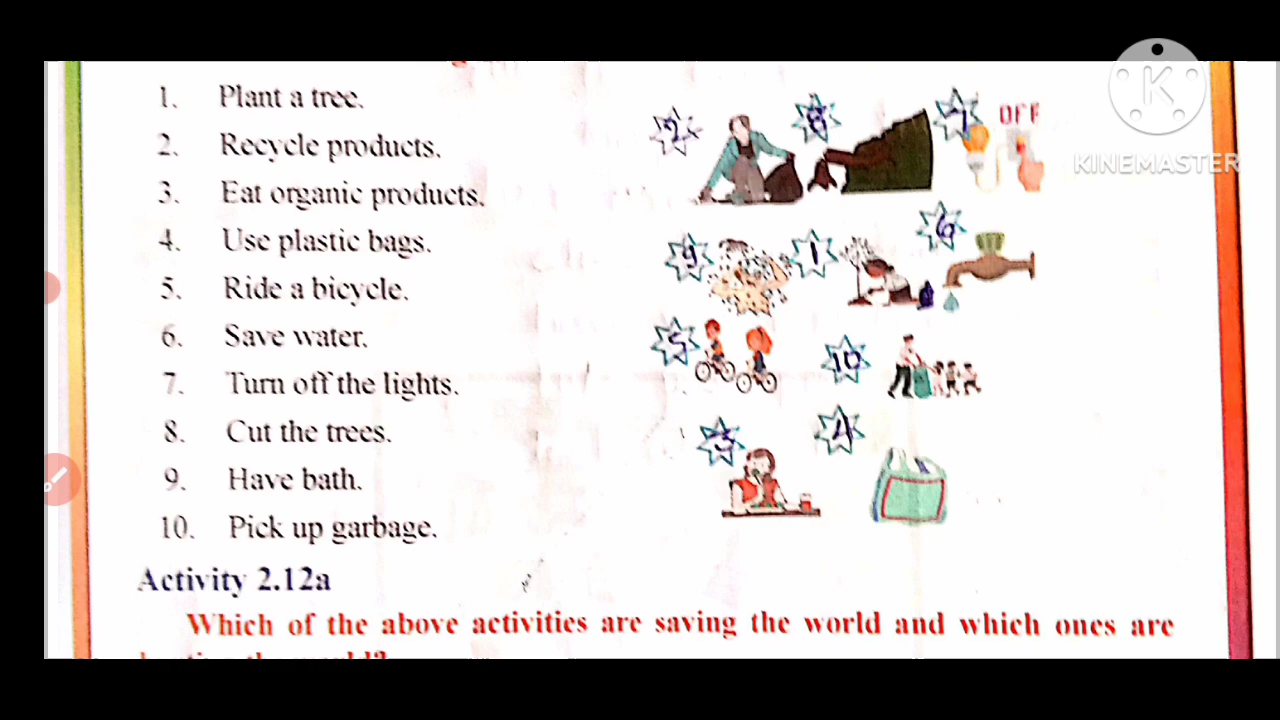 1. Plant a tree.
2. Recycle products.
3. Eat organic products.
4. Use plastic bags.
5. Ride a bicycle.
6. Save water.
7. Turn off the lights.
8. Cut the trees.
9. Have bath.
10. Pick up garbage.
2 8 7 OFF
9 1 6
5 10
3 4
KINEMASTER
Activity 2.12a
Which of the above activities are saving the world and which ones are